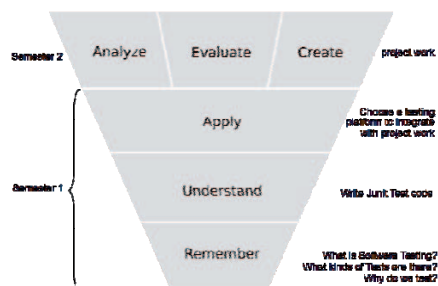 Semester 2
Analyze
Evaluate
Create
project work
Semester 1
Apply
Choose a testing
platform to integrate
with project work
Understand
Write Junit Test code
Remember
What is Software Testing?
What kinds of Tests are there?
Why do we test?